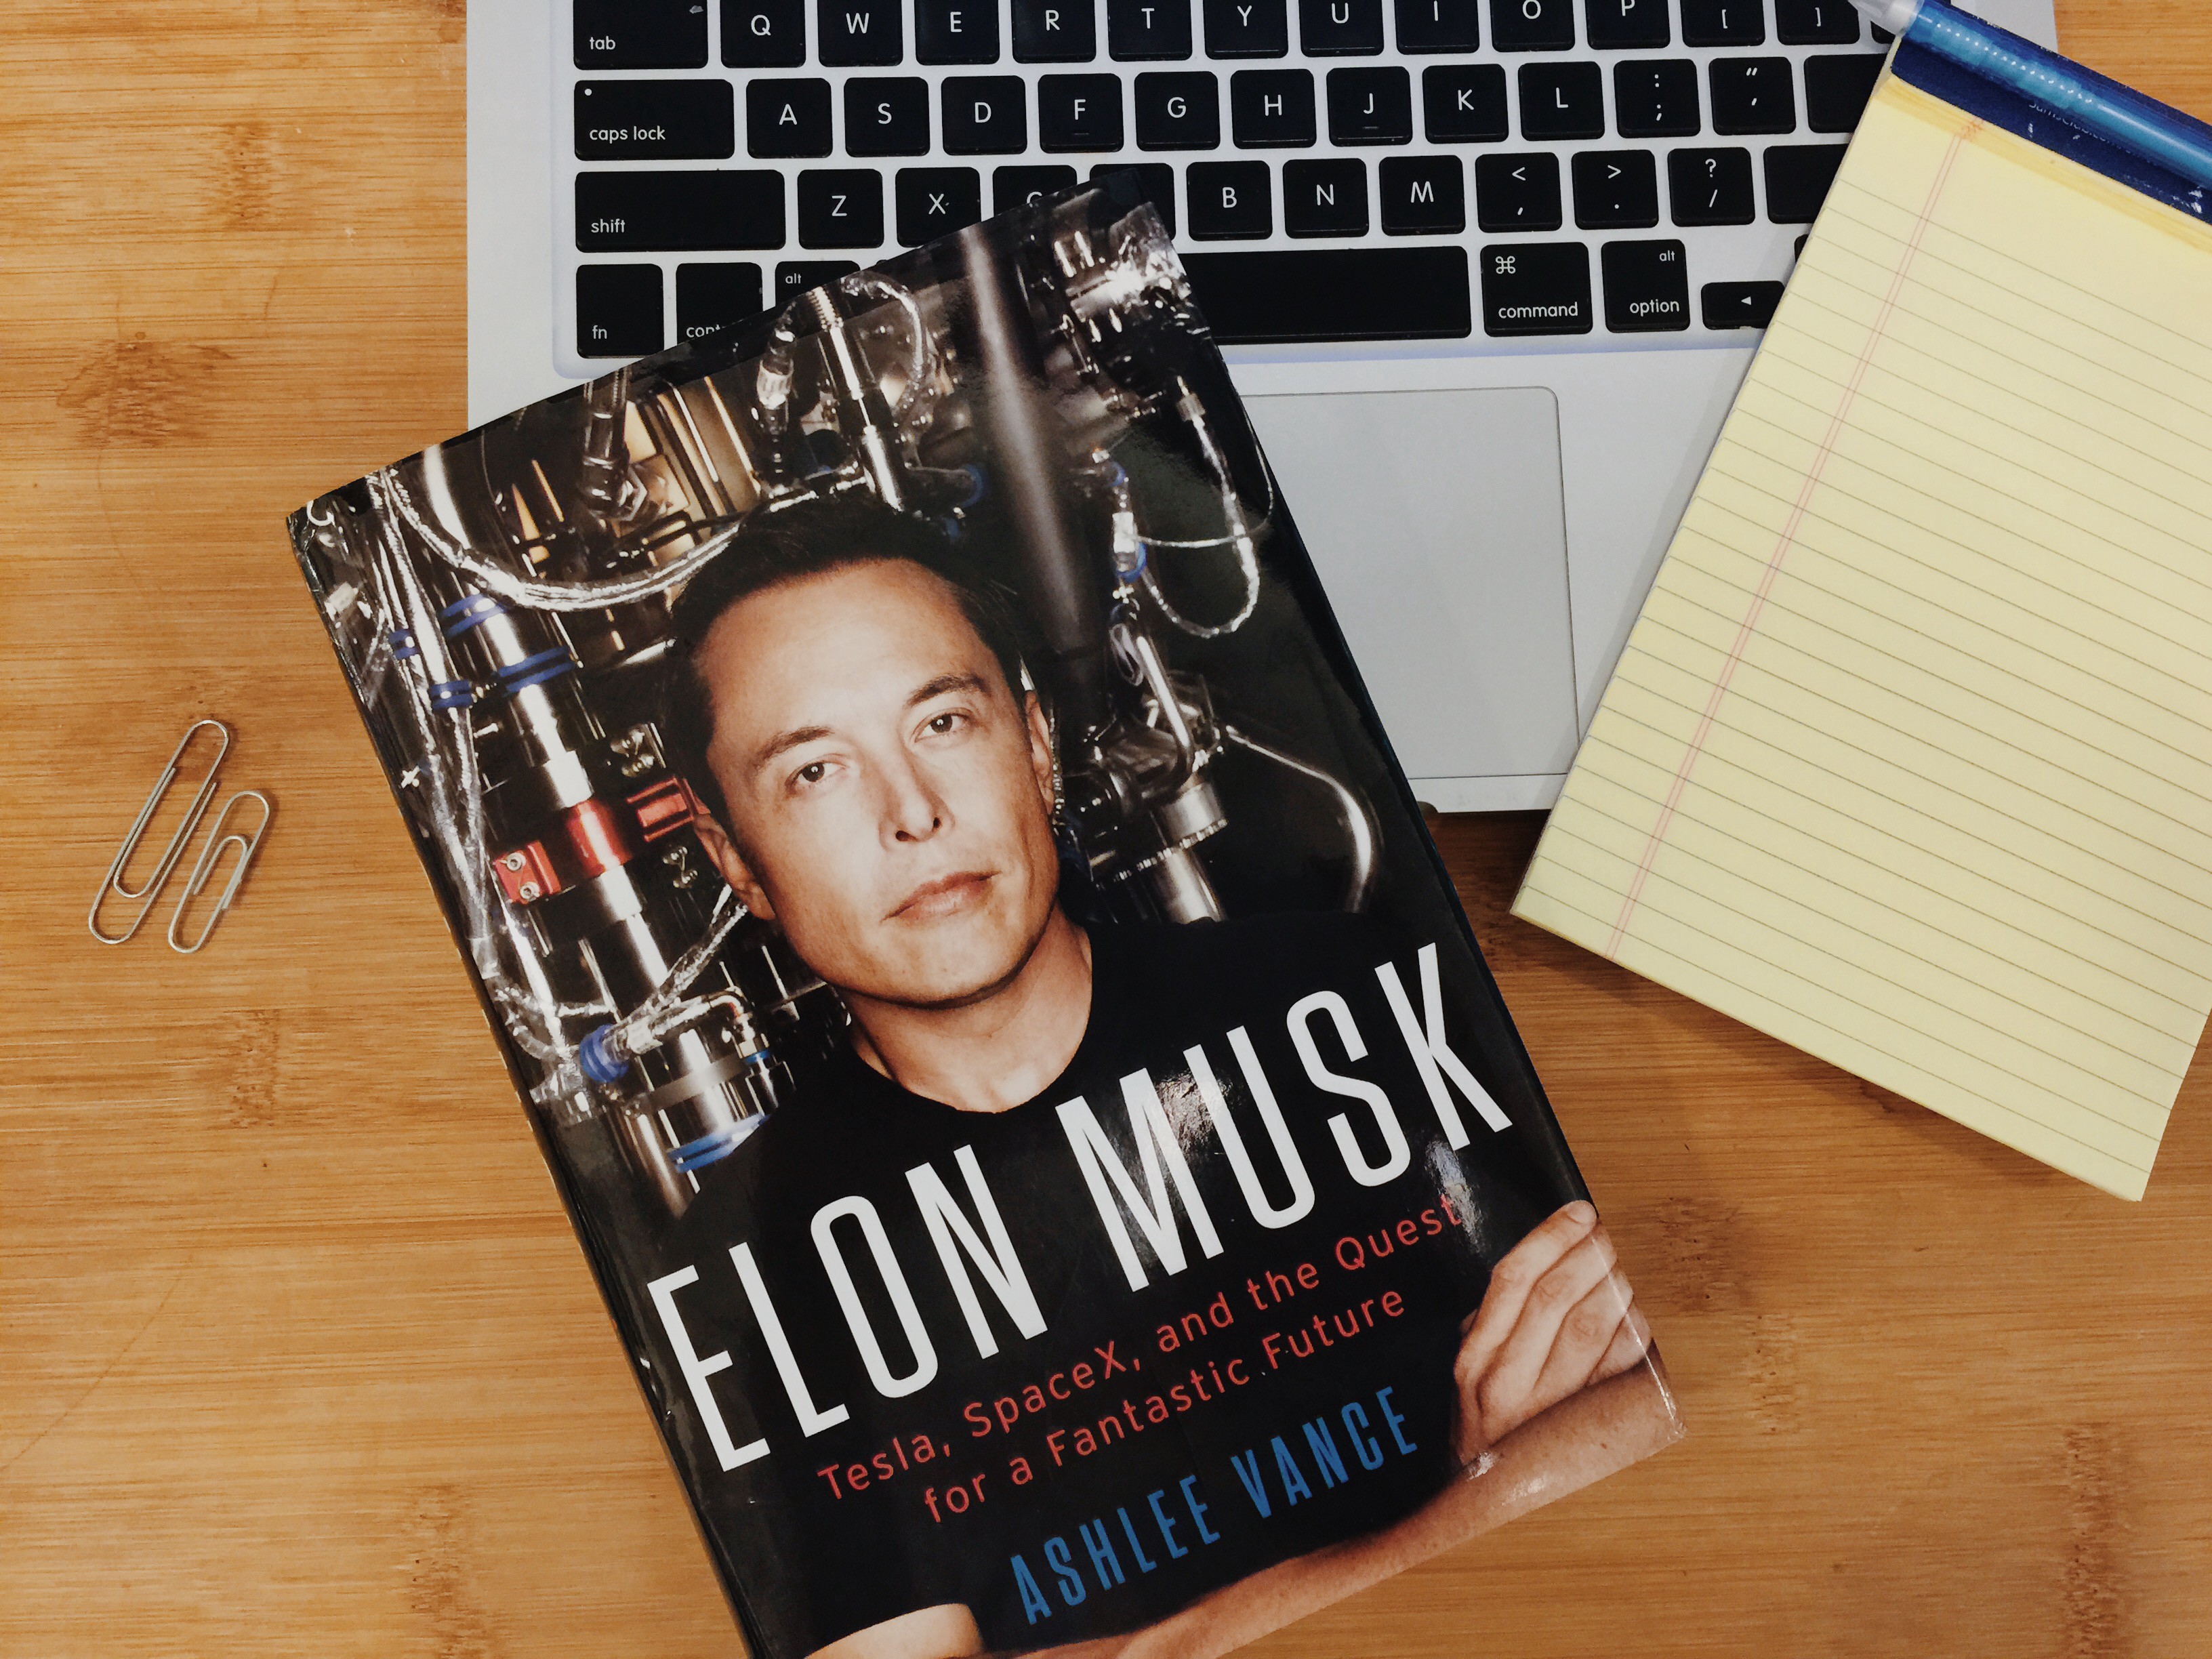 tab Q W E R T Y U I O P [ ]
caps lock A S D F G H J K L : ; " '
shift Z X B N M < , > . ? /
fn alt ⌘ command alt option ◄
ELON MUSK
Tesla, SpaceX, and the Quest
for a Fantastic Future
ASHLEE VANCE